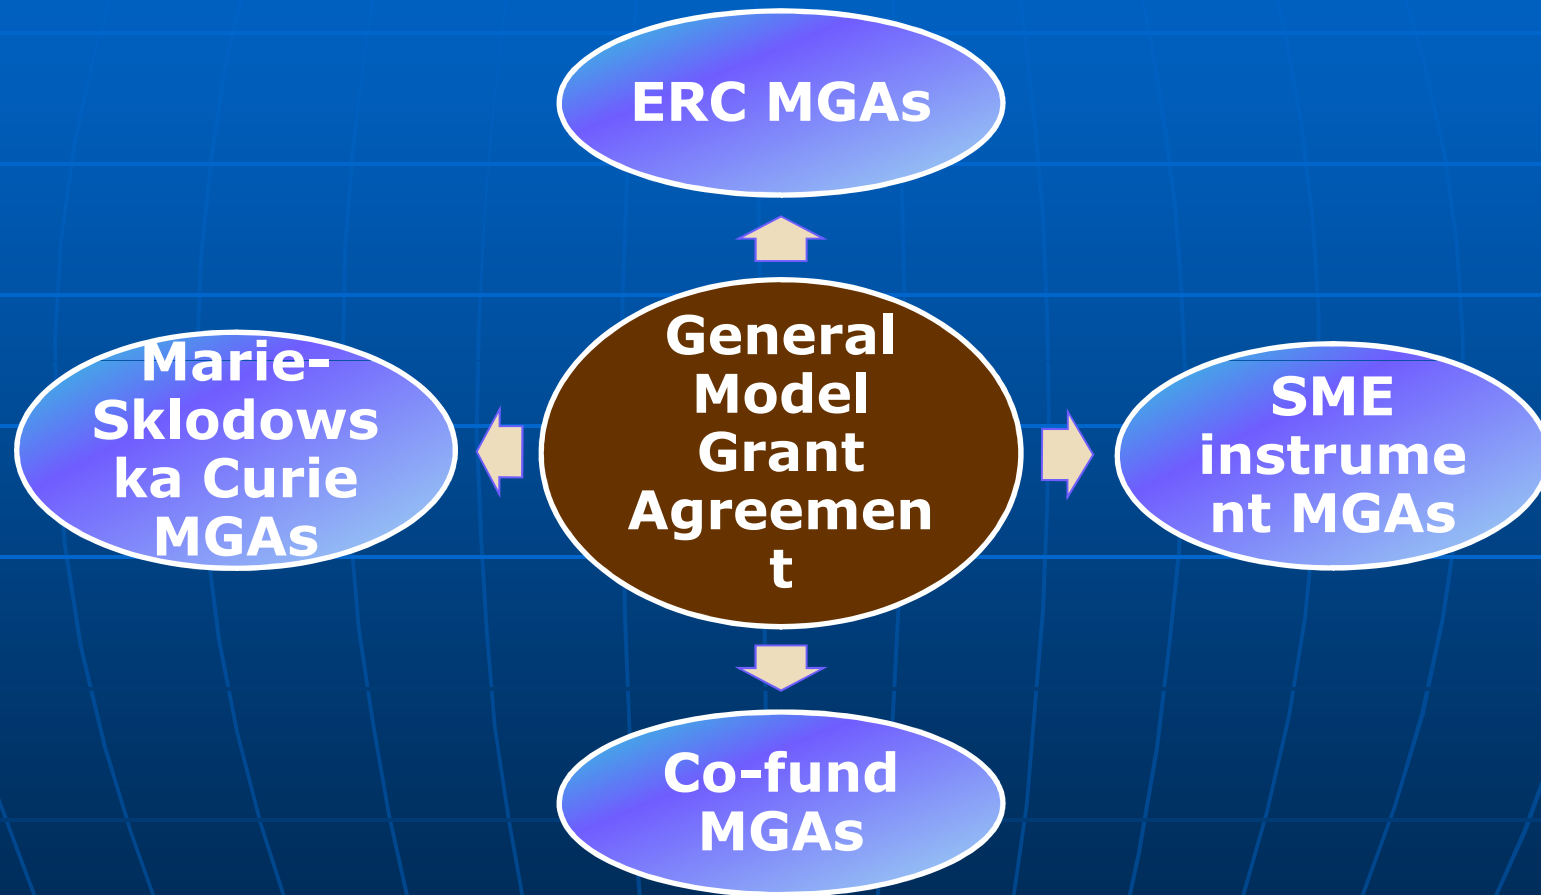 ERC MGAs
General
Model
Grant
Agreemen
t
Marie-
Sklodows
ka Curie
MGAs
SME
instrume
nt MGAs
Co-fund
MGAs